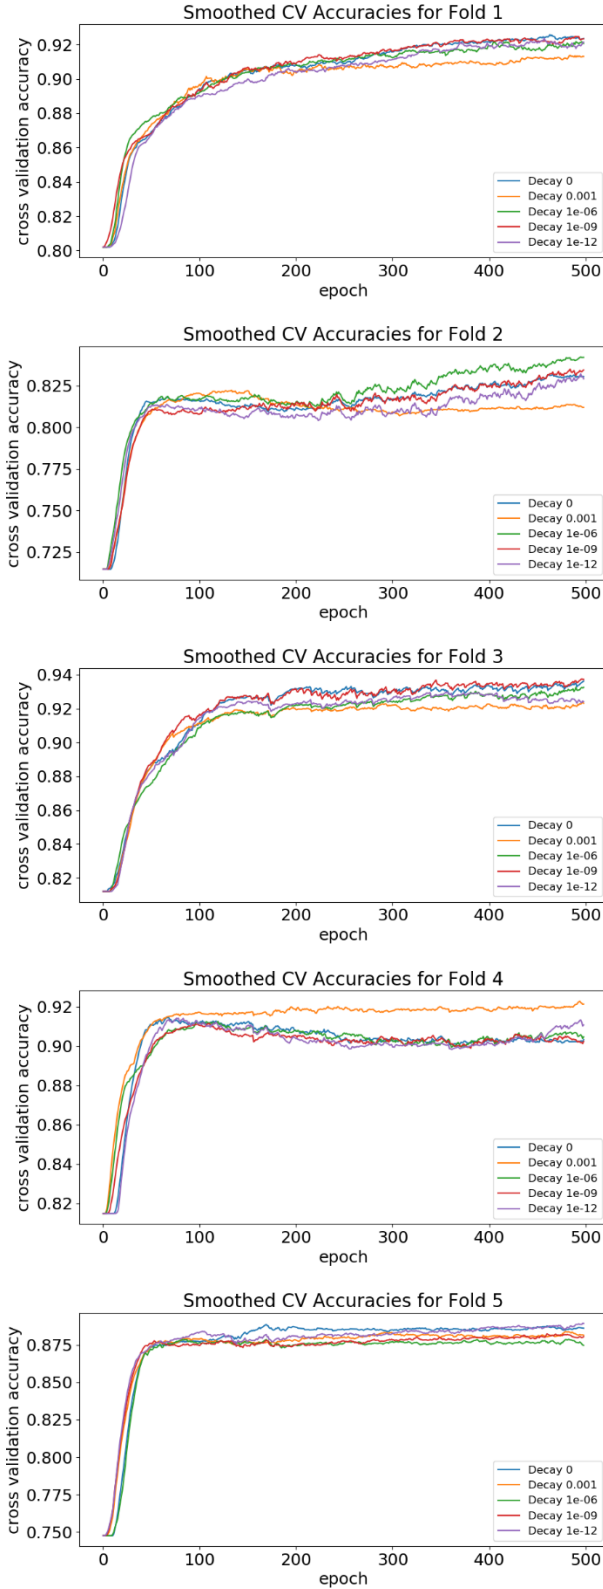 Smoothed CV Accuracies for Fold 1
cross validation accuracy
0.92
0.90
0.88
0.86
0.84
0.82
0.80
Decay 0
Decay 0.001
Decay 1e-06
Decay 1e-09
Decay 1e-12
0 100 200 300 400 500
epoch
Smoothed CV Accuracies for Fold 2
cross validation accuracy
0.825
0.800
0.775
0.750
0.725
Decay 0
Decay 0.001
Decay 1e-06
Decay 1e-09
Decay 1e-12
0 100 200 300 400 500
epoch
Smoothed CV Accuracies for Fold 3
cross validation accuracy
0.94
0.92
0.90
0.88
0.86
0.84
0.82
Decay 0
Decay 0.001
Decay 1e-06
Decay 1e-09
Decay 1e-12
0 100 200 300 400 500
epoch
Smoothed CV Accuracies for Fold 4
cross validation accuracy
0.92
0.90
0.88
0.86
0.84
0.82
Decay 0
Decay 0.001
Decay 1e-06
Decay 1e-09
Decay 1e-12
0 100 200 300 400 500
epoch
Smoothed CV Accuracies for Fold 5
cross validation accuracy
0.875
0.850
0.825
0.800
0.775
0.750
Decay 0
Decay 0.001
Decay 1e-06
Decay 1e-09
Decay 1e-12
0 100 200 300 400 500
epoch